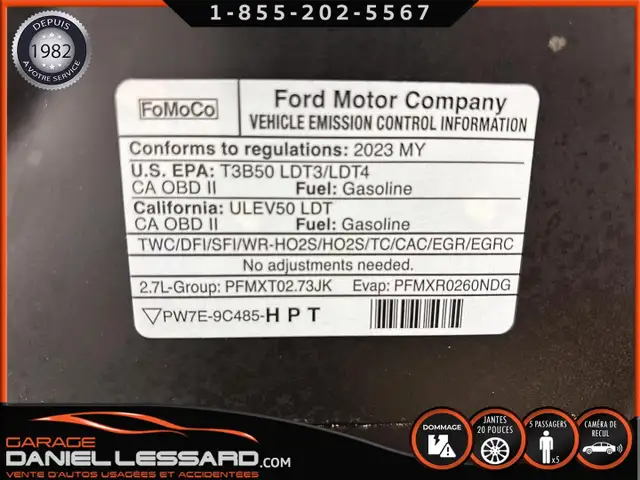 1-855-202-5567
DEPUIS
1982
À VOTRE SERVICE
FoMoCo
Ford Motor Company
VEHICLE EMISSION CONTROL INFORMATION
Conforms to regulations: 2023 MY
U.S. EPA: T3B50 LDT3/LDT4
CA OBD II Fuel: Gasoline
California: ULEV50 LDT
CA OBD II Fuel: Gasoline
TWC/DFI/SFI/WR-HO2S/HO2S/TC/CAC/EGR/EGRC
No adjustments needed.
2.7L-Group: PFMXT02.73JK Evap: PFMXR0260NDG
PW7E-9C485-H P T
DOMMAGE
JANTES
20 POUCES
5 PASSAGERS
x5
CAMÉRA DE
RECUL
GARAGE
DANIEL LESSARD.COM
VENTE D'AUTOS USAGÉES ET ACCIDENTÉES